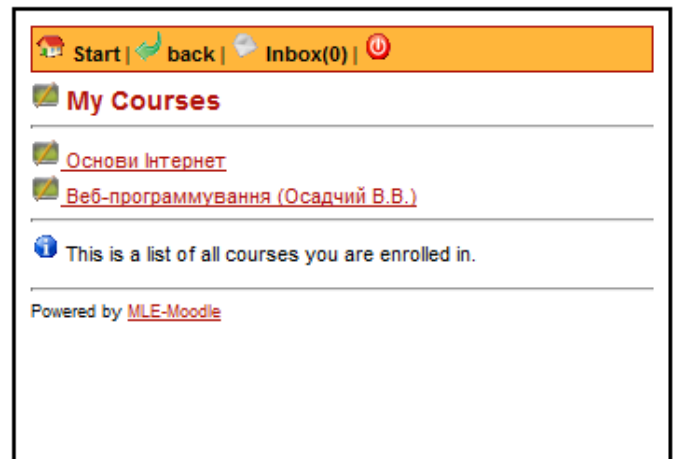 Start | back | Inbox(0) |
My Courses
Основи Інтернет
Веб-программування (Осадчий В.В.)
This is a list of all courses you are enrolled in.
Powered by MLE-Moodle